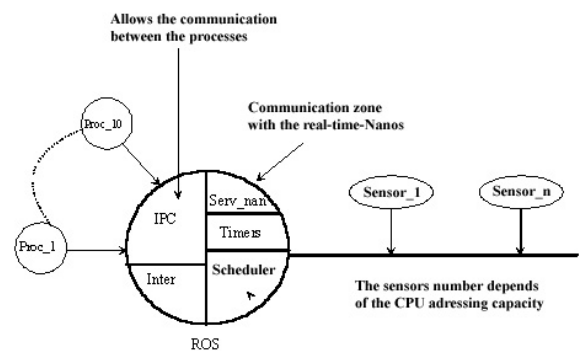 Allows the communication
between the processes
Proc_10
Communication zone
with the real-time-Nanos
Serv_nan
Sensor_1
Sensor_n
IPC
Timers
Proc_1
Inter
Scheduler
The sensors number depends
of the CPU adressing capacity
ROS